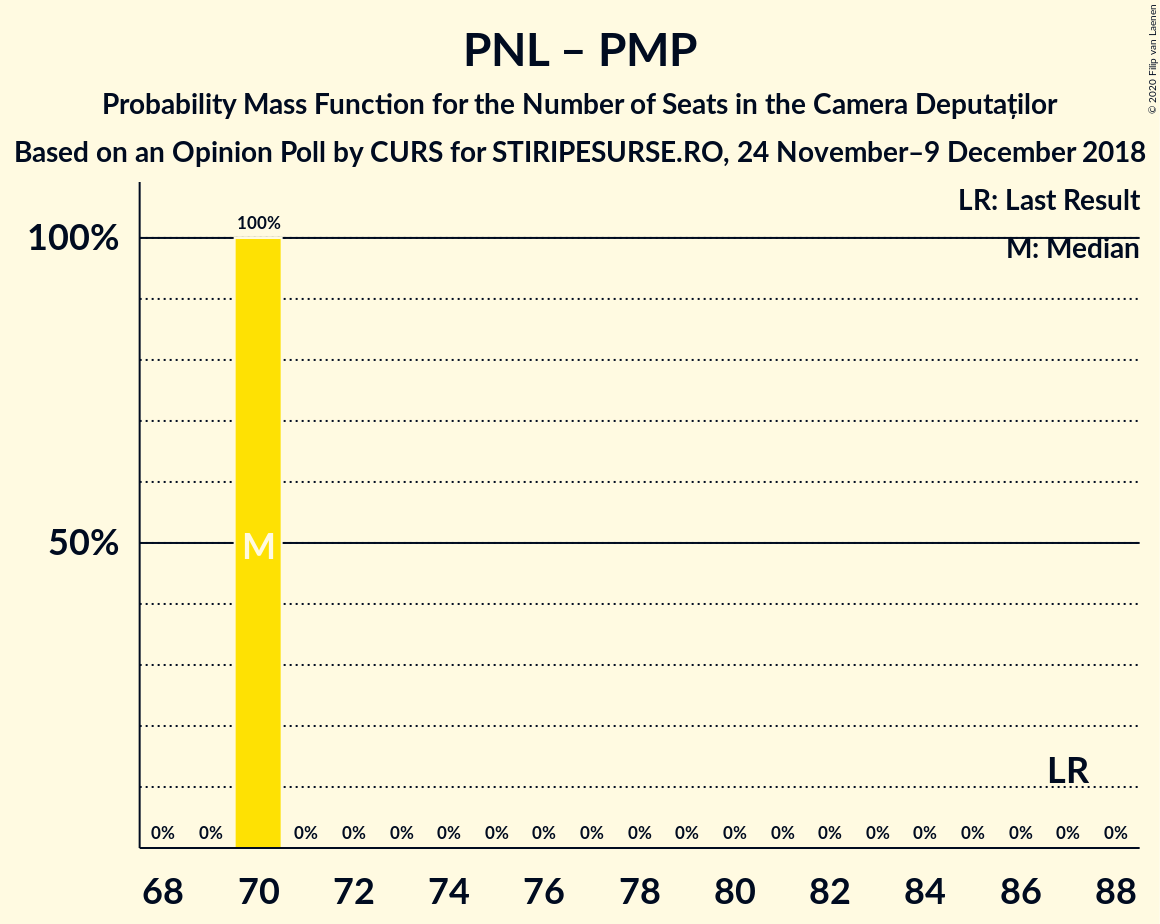 PNL – PMP
Probability Mass Function for the Number of Seats in the Camera Deputaților
Based on an Opinion Poll by CURS for STIRIPESURSE.RO, 24 November–9 December 2018
© 2020 Filip van Laenen
LR: Last Result
M: Median
100%
100%
50%
M
LR
0% 0% 0% 0% 0% 0% 0% 0% 0% 0% 0% 0% 0% 0% 0% 0% 0% 0% 0% 0%
68 70 72 74 76 78 80 82 84 86 88